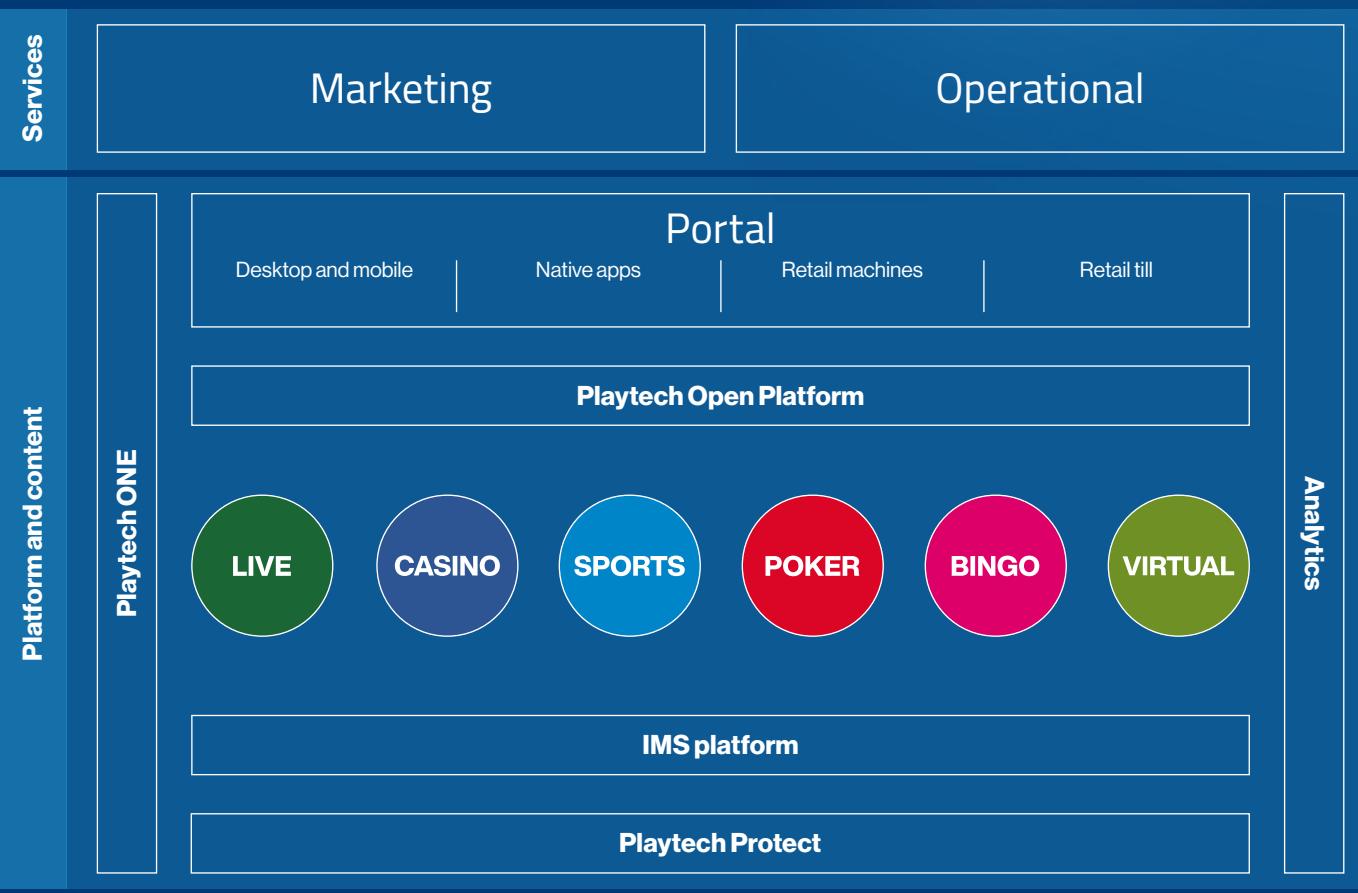 Services
Marketing
Operational
Platform and content
Playtech ONE
Portal
Desktop and mobile
Native apps
Retail machines
Retail till
Playtech Open Platform
LIVE
CASINO
SPORTS
POKER
BINGO
VIRTUAL
IMS platform
Playtech Protect
Analytics